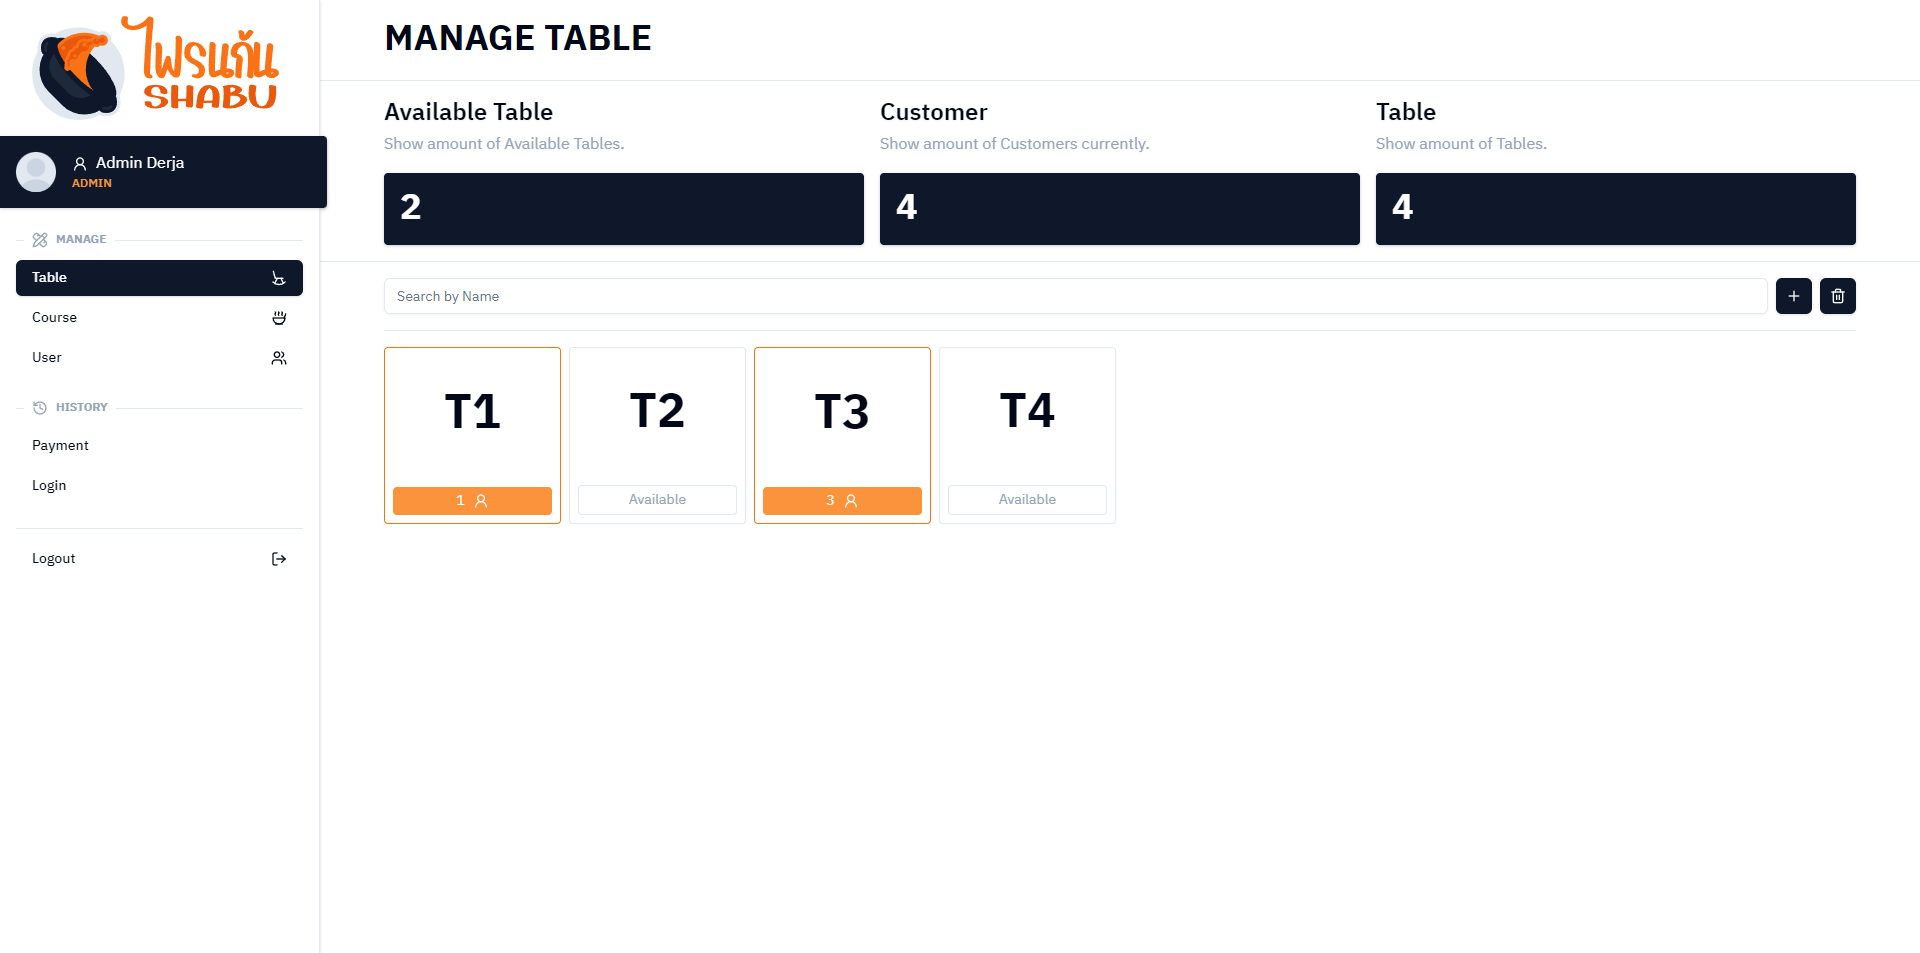 ไฟรนก้น
SHABU
Admin Derja
ADMIN
MANAGE
Table
Course
User
HISTORY
Payment
Login
Logout
MANAGE TABLE
Available Table
Show amount of Available Tables.
2
Customer
Show amount of Customers currently.
4
Table
Show amount of Tables.
4
Search by Name
T1
1
T2
Available
T3
3
T4
Available